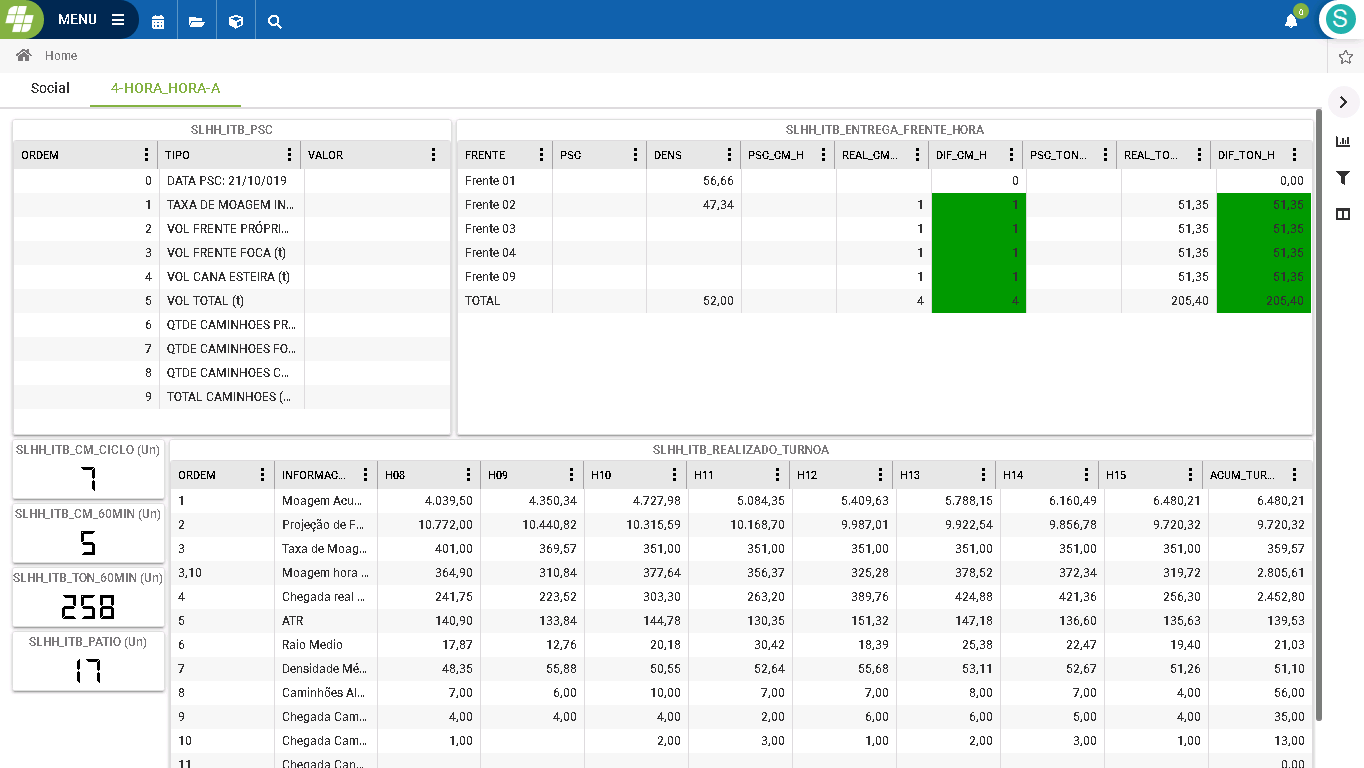 MENU
0
S
Home
Social 4-HORA_HORA-A
SLHH_ITB_PSC
ORDEM TIPO VALOR
0 DATA PSC: 21/10/019
1 TAXA DE MOAGEM IN...
2 VOL FRENTE PRÓPRI...
3 VOL FRENTE FOCA (t)
4 VOL CANA ESTEIRA (t)
5 VOL TOTAL (t)
6 QTDE CAMINHOES PR...
7 QTDE CAMINHOES FO...
8 QTDE CAMINHOES C...
9 TOTAL CAMINHOES (...
SLHH_ITB_ENTREGA_FRENTE_HORA
FRENTE PSC DENS PSC_CM_H REAL_CM... DIF_CM_H PSC_TON... REAL_TO... DIF_TON_H
Frente 01 56,66 0 0,00
Frente 02 47,34 1 1 51,35 51,35
Frente 03 1 1 51,35 51,35
Frente 04 1 1 51,35 51,35
Frente 09 1 1 51,35 51,35
TOTAL 52,00 4 4 205,40 205,40
SLHH_ITB_CM_CICLO (Un)
7
SLHH_ITB_CM_60MIN (Un)
5
SLHH_ITB_TON_60MIN (Un)
258
SLHH_ITB_PATIO (Un)
17
SLHH_ITB_REALIZADO_TURNOA
ORDEM INFORMAC... H08 H09 H10 H11 H12 H13 H14 H15 ACUM_TUR...
1 Moagem Acu... 4.039,50 4.350,34 4.727,98 5.084,35 5.409,63 5.788,15 6.160,49 6.480,21 6.480,21
2 Projeção de F... 10.772,00 10.440,82 10.315,59 10.168,70 9.987,01 9.922,54 9.856,78 9.720,32 9.720,32
3 Taxa de Moag... 401,00 369,57 351,00 351,00 351,00 351,00 351,00 351,00 359,57
3,10 Moagem hora ... 364,90 310,84 377,64 356,37 325,28 378,52 372,34 319,72 2.805,61
4 Chegada real ... 241,75 223,52 303,30 263,20 389,76 424,88 421,36 256,30 2.452,80
5 ATR 140,90 133,84 144,78 130,35 151,32 147,18 136,60 135,63 139,53
6 Raio Medio 17,87 12,76 20,18 30,42 18,39 25,38 22,47 19,40 21,03
7 Densidade Mé... 48,35 55,88 50,55 52,64 55,68 53,11 52,67 51,26 51,10
8 Caminhões Al... 7,00 6,00 10,00 7,00 7,00 8,00 7,00 4,00 56,00
9 Chegada Cam... 4,00 4,00 4,00 2,00 6,00 6,00 5,00 4,00 35,00
10 Chegada Cam... 1,00 2,00 3,00 1,00 2,00 3,00 1,00 13,00
11 Chegada Can... 0,00